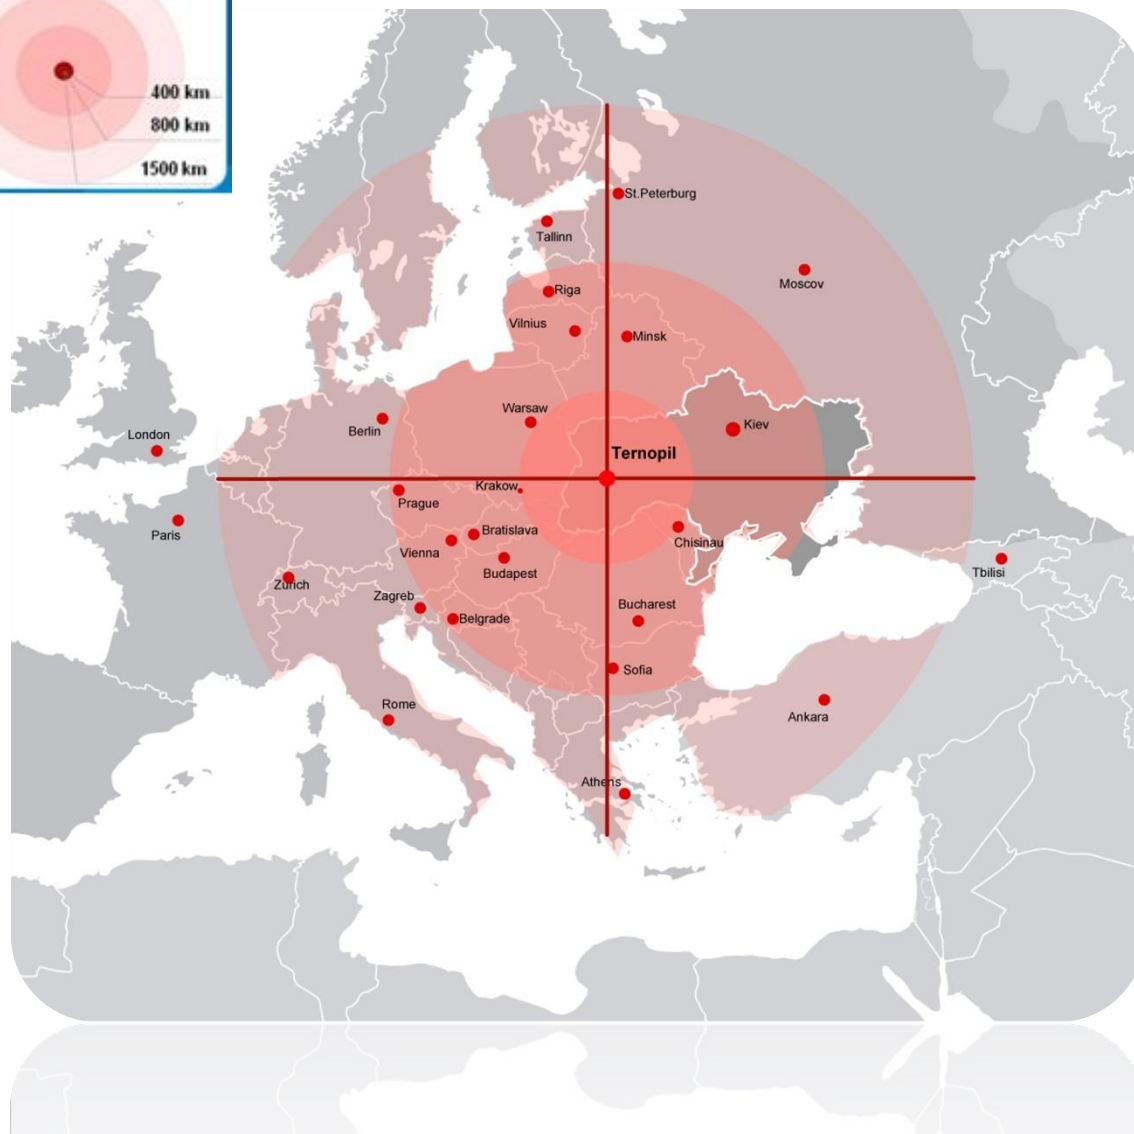 400 km
800 km
1500 km
St.Peterburg
Tallinn
Moscov
Riga
Vilnius
Minsk
Warsaw
Berlin
Kiev
London
Ternopil
Krakow
Prague
Paris
Bratislava
Vienna
Chisinau
Budapest
Tbilisi
Zurich
Zagreb
Bucharest
Belgrade
Sofia
Rome
Ankara
Athens